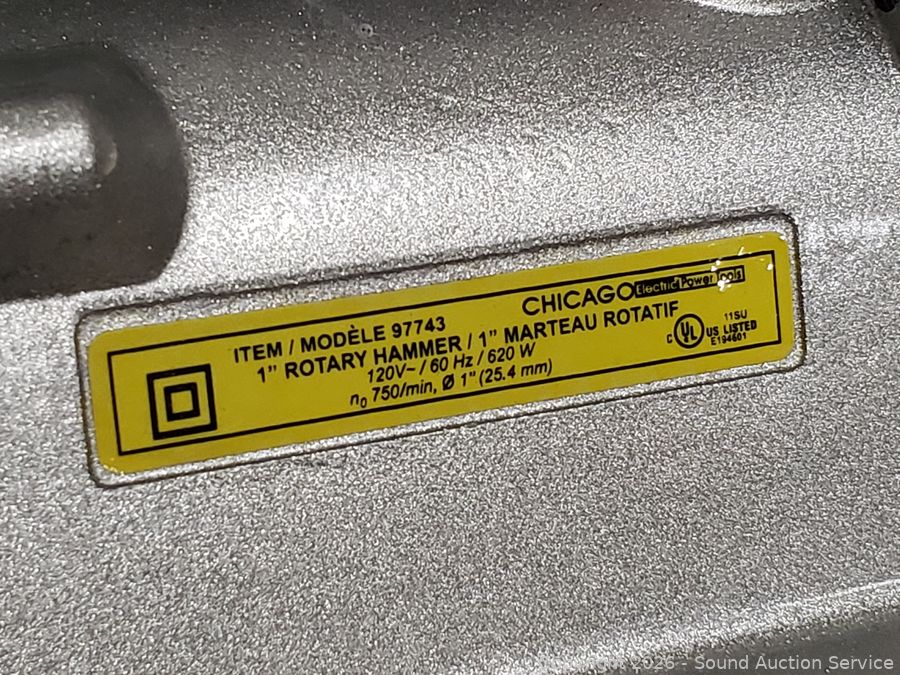 CHICAGO Electric Power Tools
ITEM / MODÈLE 97743
1" ROTARY HAMMER / 1" MARTEAU ROTATIF
120V~ / 60 Hz / 620 W
n0 750/min, Ø 1" (25.4 mm)
C UL US LISTED
11SU
E194601
2026 - Sound Auction Service